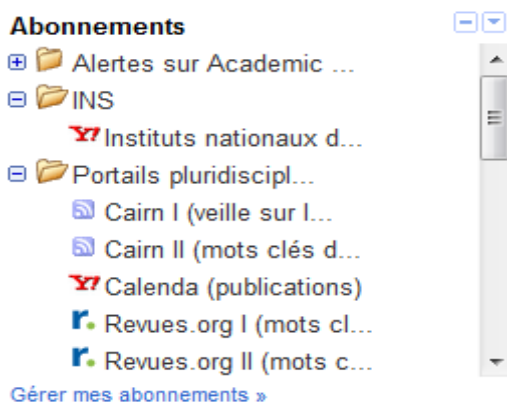 Abonnements
Alertes sur Academic ...
INS
Instituts nationaux d...
Portails pluridiscipl...
Cairn I (veille sur l...
Cairn II (mots clés d...
Calenda (publications)
Revues.org I (mots cl...
Revues.org II (mots c...
Gérer mes abonnements »